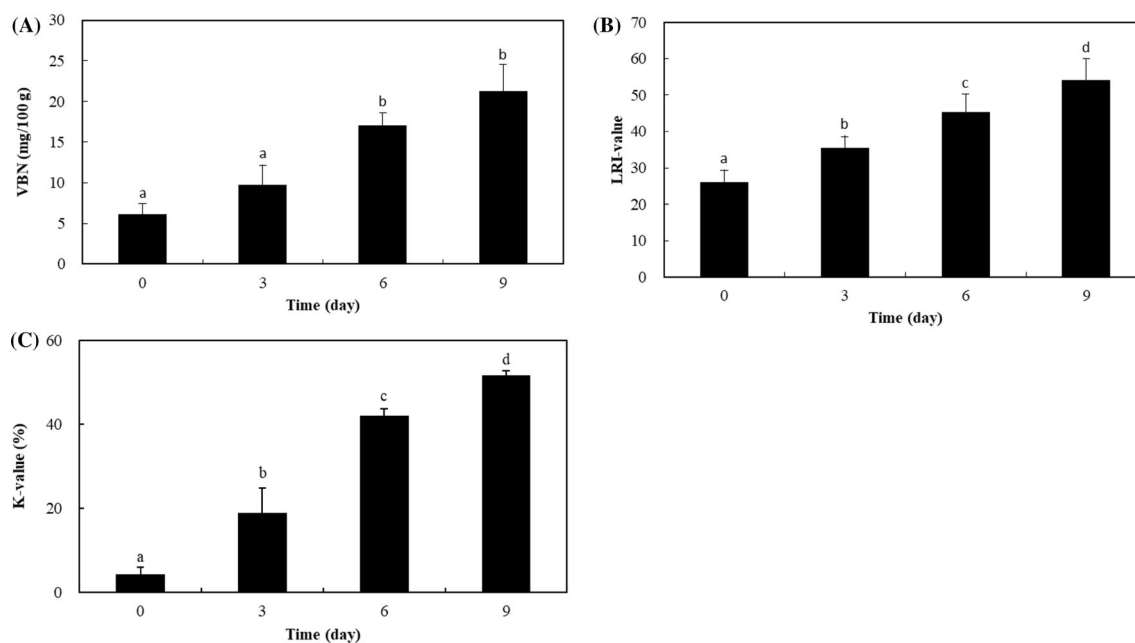 (A)
VBN (mg/100 g)
30
25
20
15
10
5
0
a
a
b
b
0 3 6 9
Time (day)
(B)
LRI-value
70
60
50
40
30
20
10
0
a
b
c
d
0 3 6 9
Time (day)
(C)
K-value (%)
60
40
20
0
a
b
c
d
0 3 6 9
Time (day)